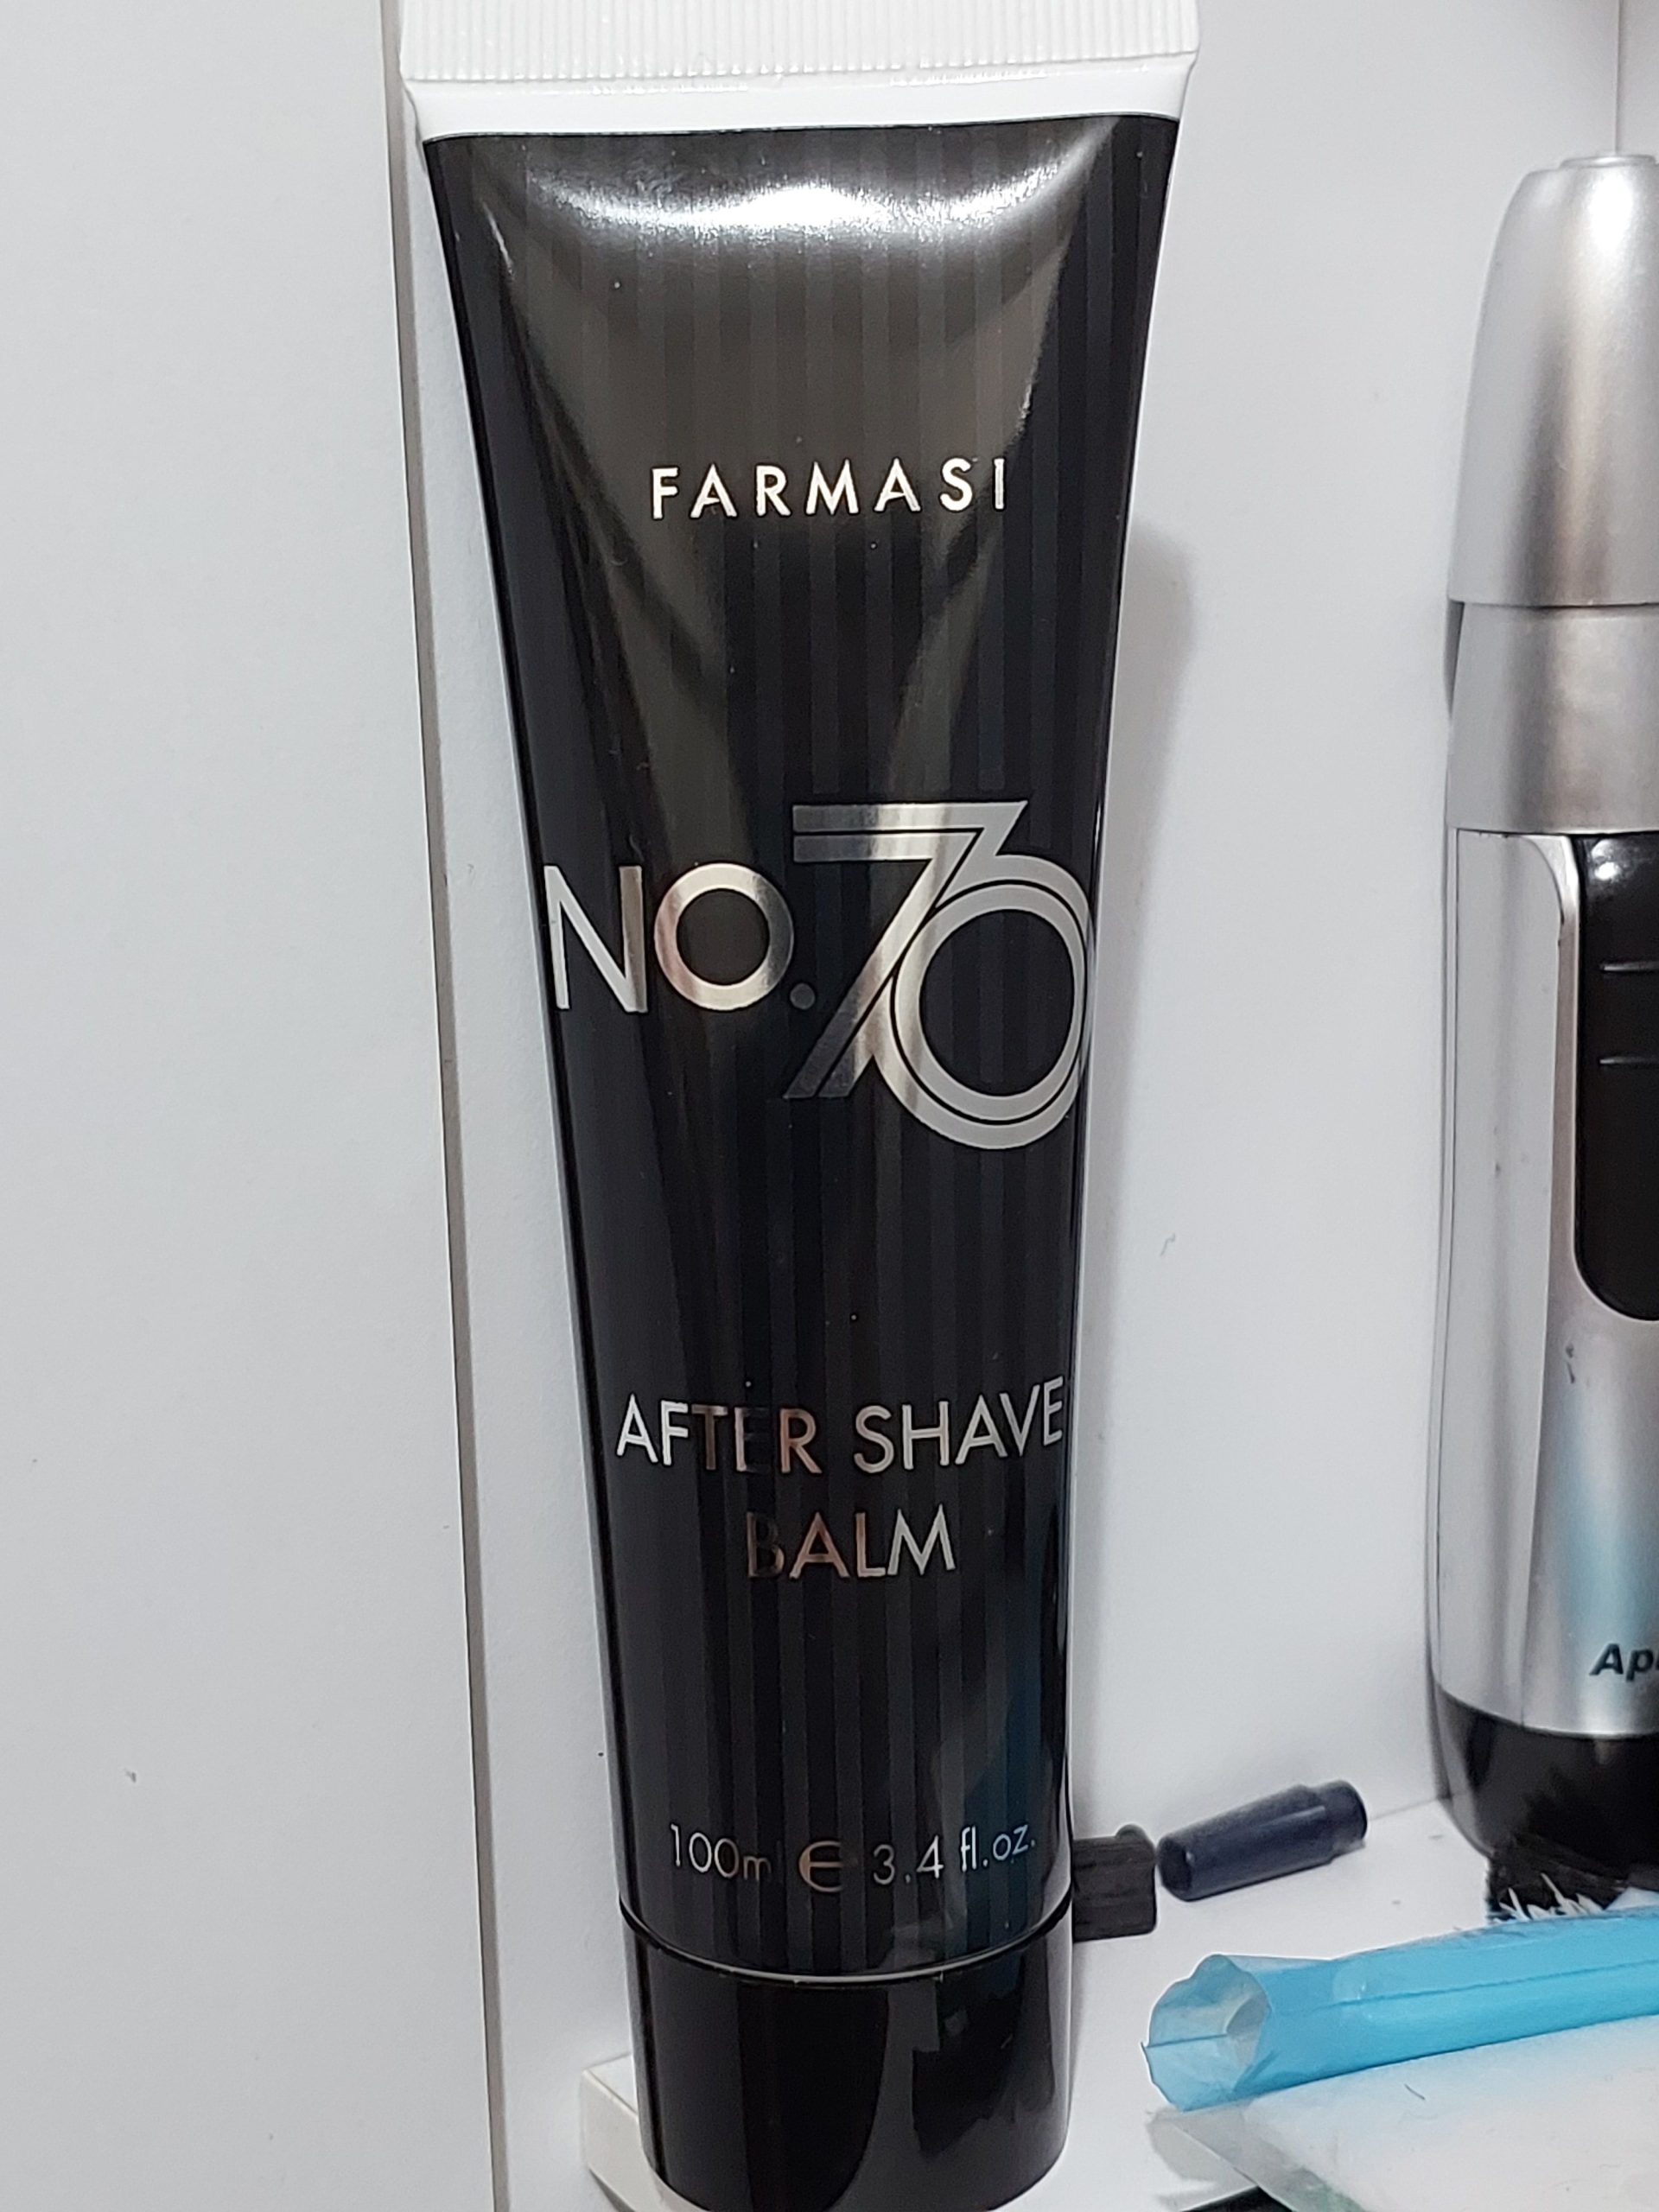 FARMASI
NO.70
AFTER SHAVE
BALM
100ml e 3.4 fl.oz.